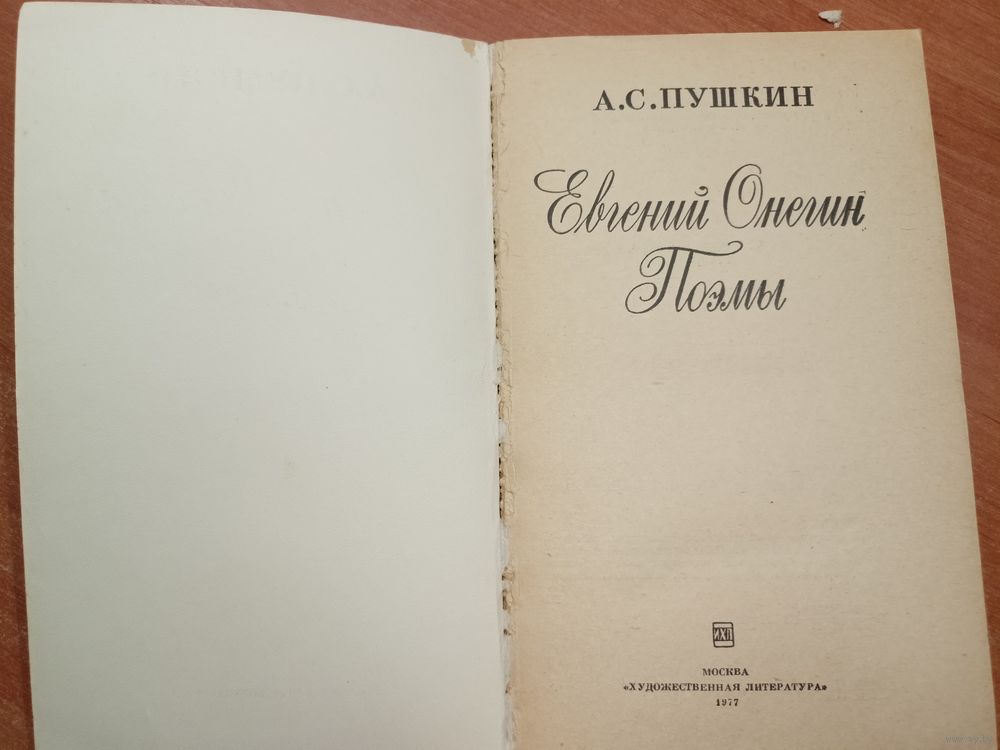 А.С.ПУШКИН
Евгений Онегин
Поэмы
ИХЛ
МОСКВА
«ХУДОЖЕСТВЕННАЯ ЛИТЕРАТУРА»
1977